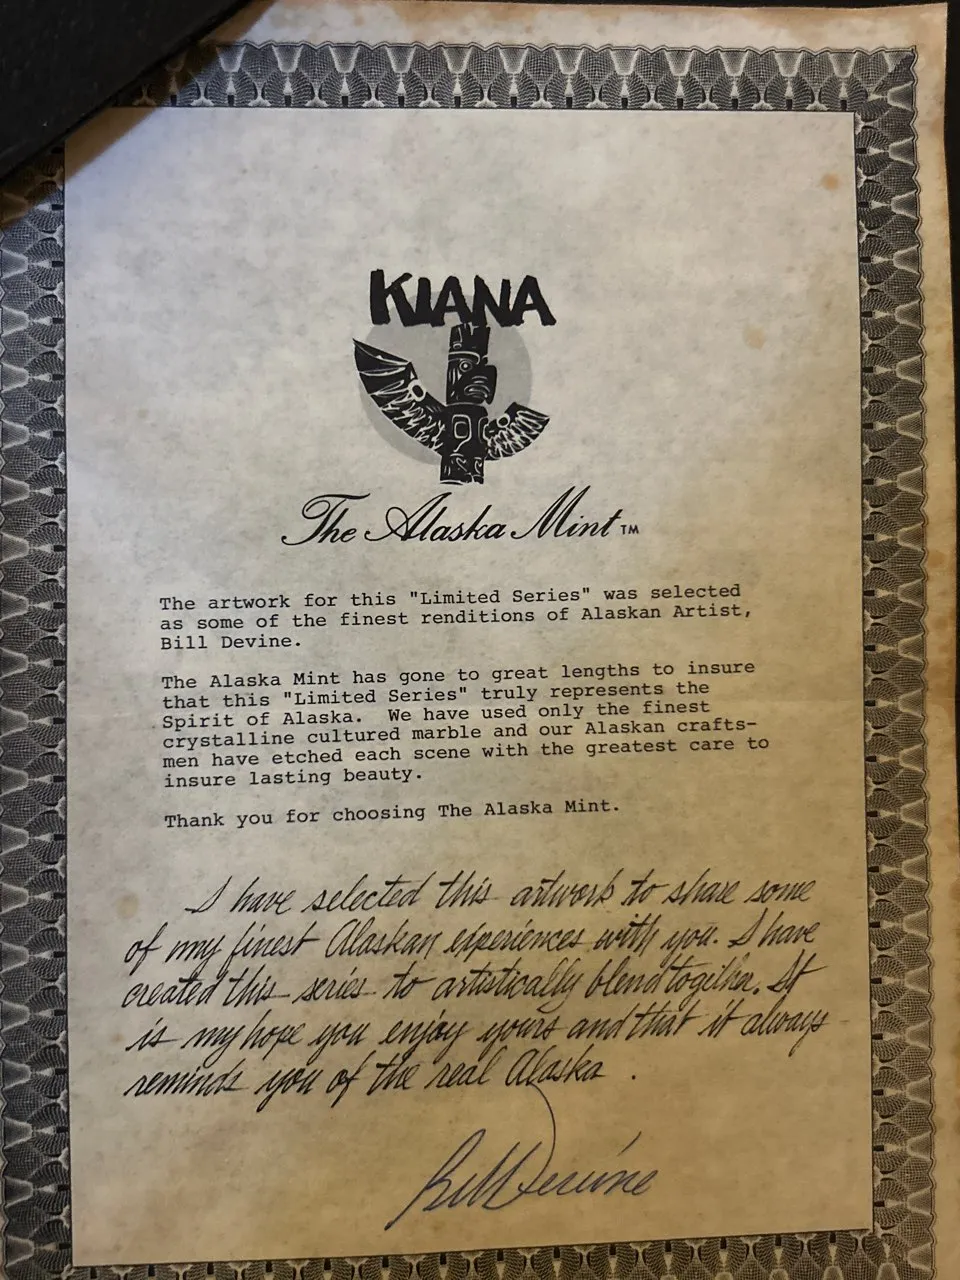 KIANA
The Alaska Mint TM
The artwork for this "Limited Series" was selected
as some of the finest renditions of Alaskan Artist,
Bill Devine.
The Alaska Mint has gone to great lengths to insure
that this "Limited Series" truly represents the
Spirit of Alaska. We have used only the finest
crystalline cultured marble and our Alaskan crafts-
men have etched each scene with the greatest care to
insure lasting beauty.
Thank you for choosing The Alaska Mint.
I have selected this artwork to share some
of my finest Alaskan experiences with you. I have
created this series to artistically blend together. It
is my hope you enjoy yours and that it always
reminds you of the real Alaska.
Bill Devine